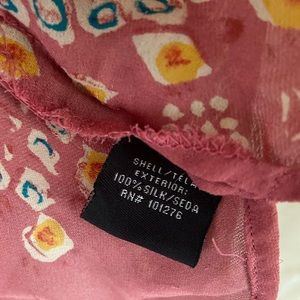 SHELL/TELA
EXTERIOR:
100%SILK/SEDA
RN# 101276